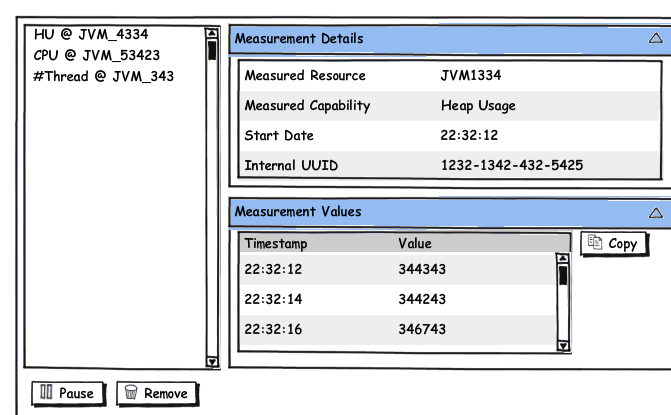 HU @ JVM_4334
CPU @ JVM_53423
#Thread @ JVM_343
Measurement Details
Measured Resource JVM1334
Measured Capability Heap Usage
Start Date 22:32:12
Internal UUID 1232-1342-432-5425
Measurement Values
Timestamp Value
22:32:12 344343
22:32:14 344243
22:32:16 346743
Copy
Pause Remove